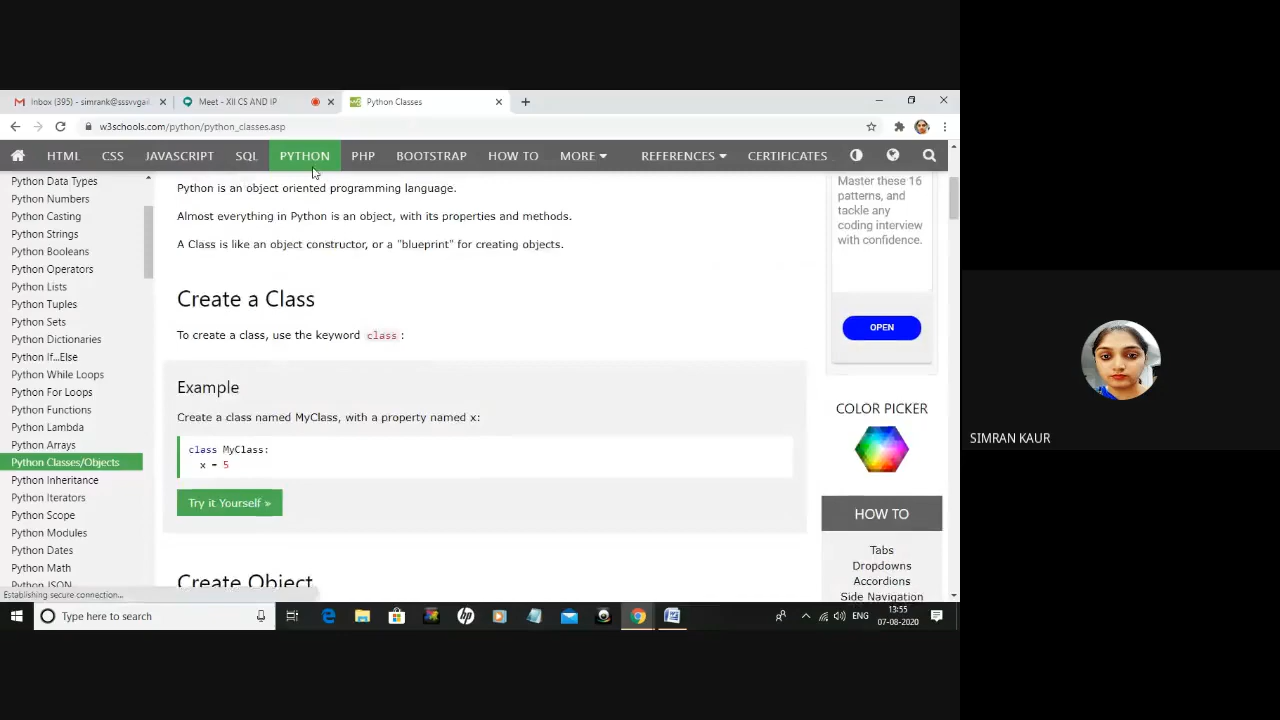 Inbox (395) - simrank@sssvvgail.
Meet - XII CS AND IP
Python Classes
w3schools.com/python/python_classes.asp
HTML CSS JAVASCRIPT SQL PYTHON PHP BOOTSTRAP HOW TO MORE REFERENCES CERTIFICATES
Python Data Types
Python Numbers
Python Casting
Python Strings
Python Booleans
Python Operators
Python Lists
Python Tuples
Python Sets
Python Dictionaries
Python If...Else
Python While Loops
Python For Loops
Python Functions
Python Lambda
Python Arrays
Python Classes/Objects
Python Inheritance
Python Iterators
Python Scope
Python Modules
Python Dates
Python Math
Python JSON
Establishing secure connection...
Python is an object oriented programming language.
Almost everything in Python is an object, with its properties and methods.
A Class is like an object constructor, or a "blueprint" for creating objects.
Create a Class
To create a class, use the keyword class:
Example
Create a class named MyClass, with a property named x:
class MyClass:
x = 5
Try it Yourself »
Create Object
Master these 16
patterns, and
tackle any
coding interview
with confidence.
OPEN
COLOR PICKER
HOW TO
Tabs
Dropdowns
Accordions
Side Navigation
Type here to search
ENG
13:55
07-08-2020
SIMRAN KAUR